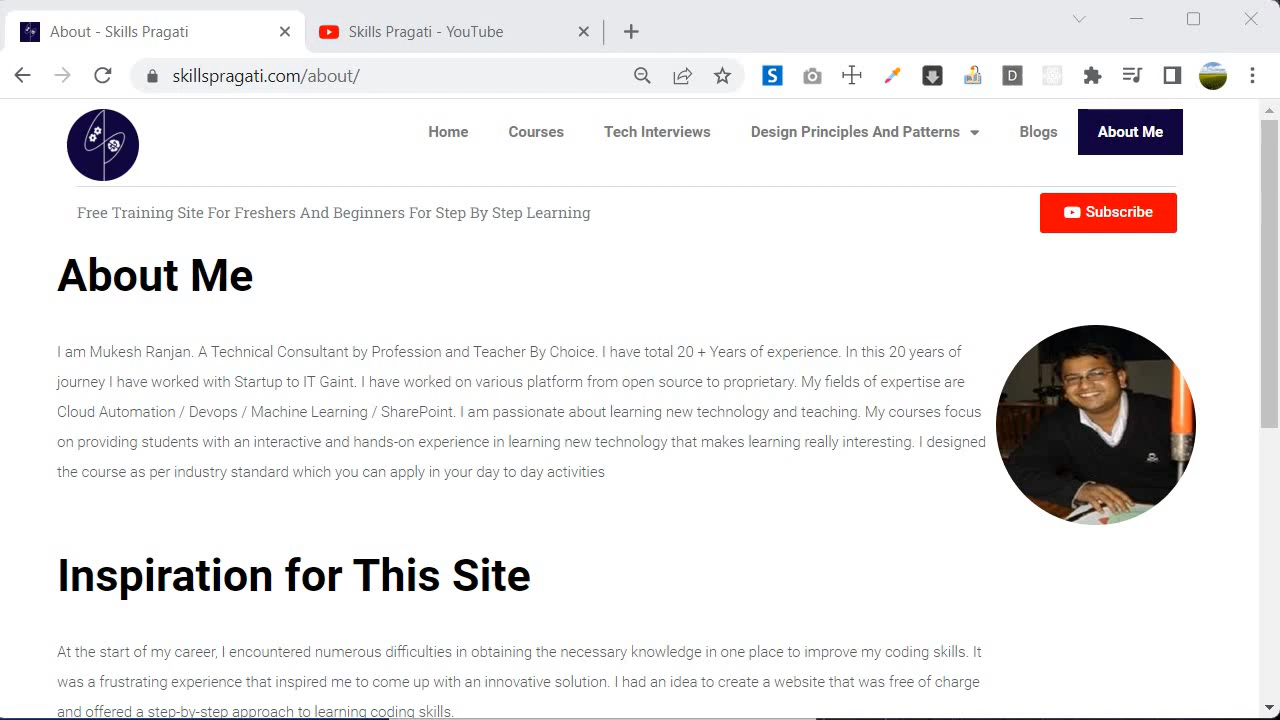 About - Skills Pragati
Skills Pragati - YouTube
skillspragati.com/about/
S
D
Home Courses Tech Interviews Design Principles And Patterns Blogs About Me
Free Training Site For Freshers And Beginners For Step By Step Learning
Subscribe
About Me
I am Mukesh Ranjan. A Technical Consultant by Profession and Teacher By Choice. I have total 20 + Years of experience. In this 20 years of
journey I have worked with Startup to IT Gaint. I have worked on various platform from open source to proprietary. My fields of expertise are
Cloud Automation / Devops / Machine Learning / SharePoint. I am passionate about learning new technology and teaching. My courses focus
on providing students with an interactive and hands-on experience in learning new technology that makes learning really interesting. I designed
the course as per industry standard which you can apply in your day to day activities
Inspiration for This Site
At the start of my career, I encountered numerous difficulties in obtaining the necessary knowledge in one place to improve my coding skills. It
was a frustrating experience that inspired me to come up with an innovative solution. I had an idea to create a website that was free of charge
and offered a step-by-step approach to learning coding skills.